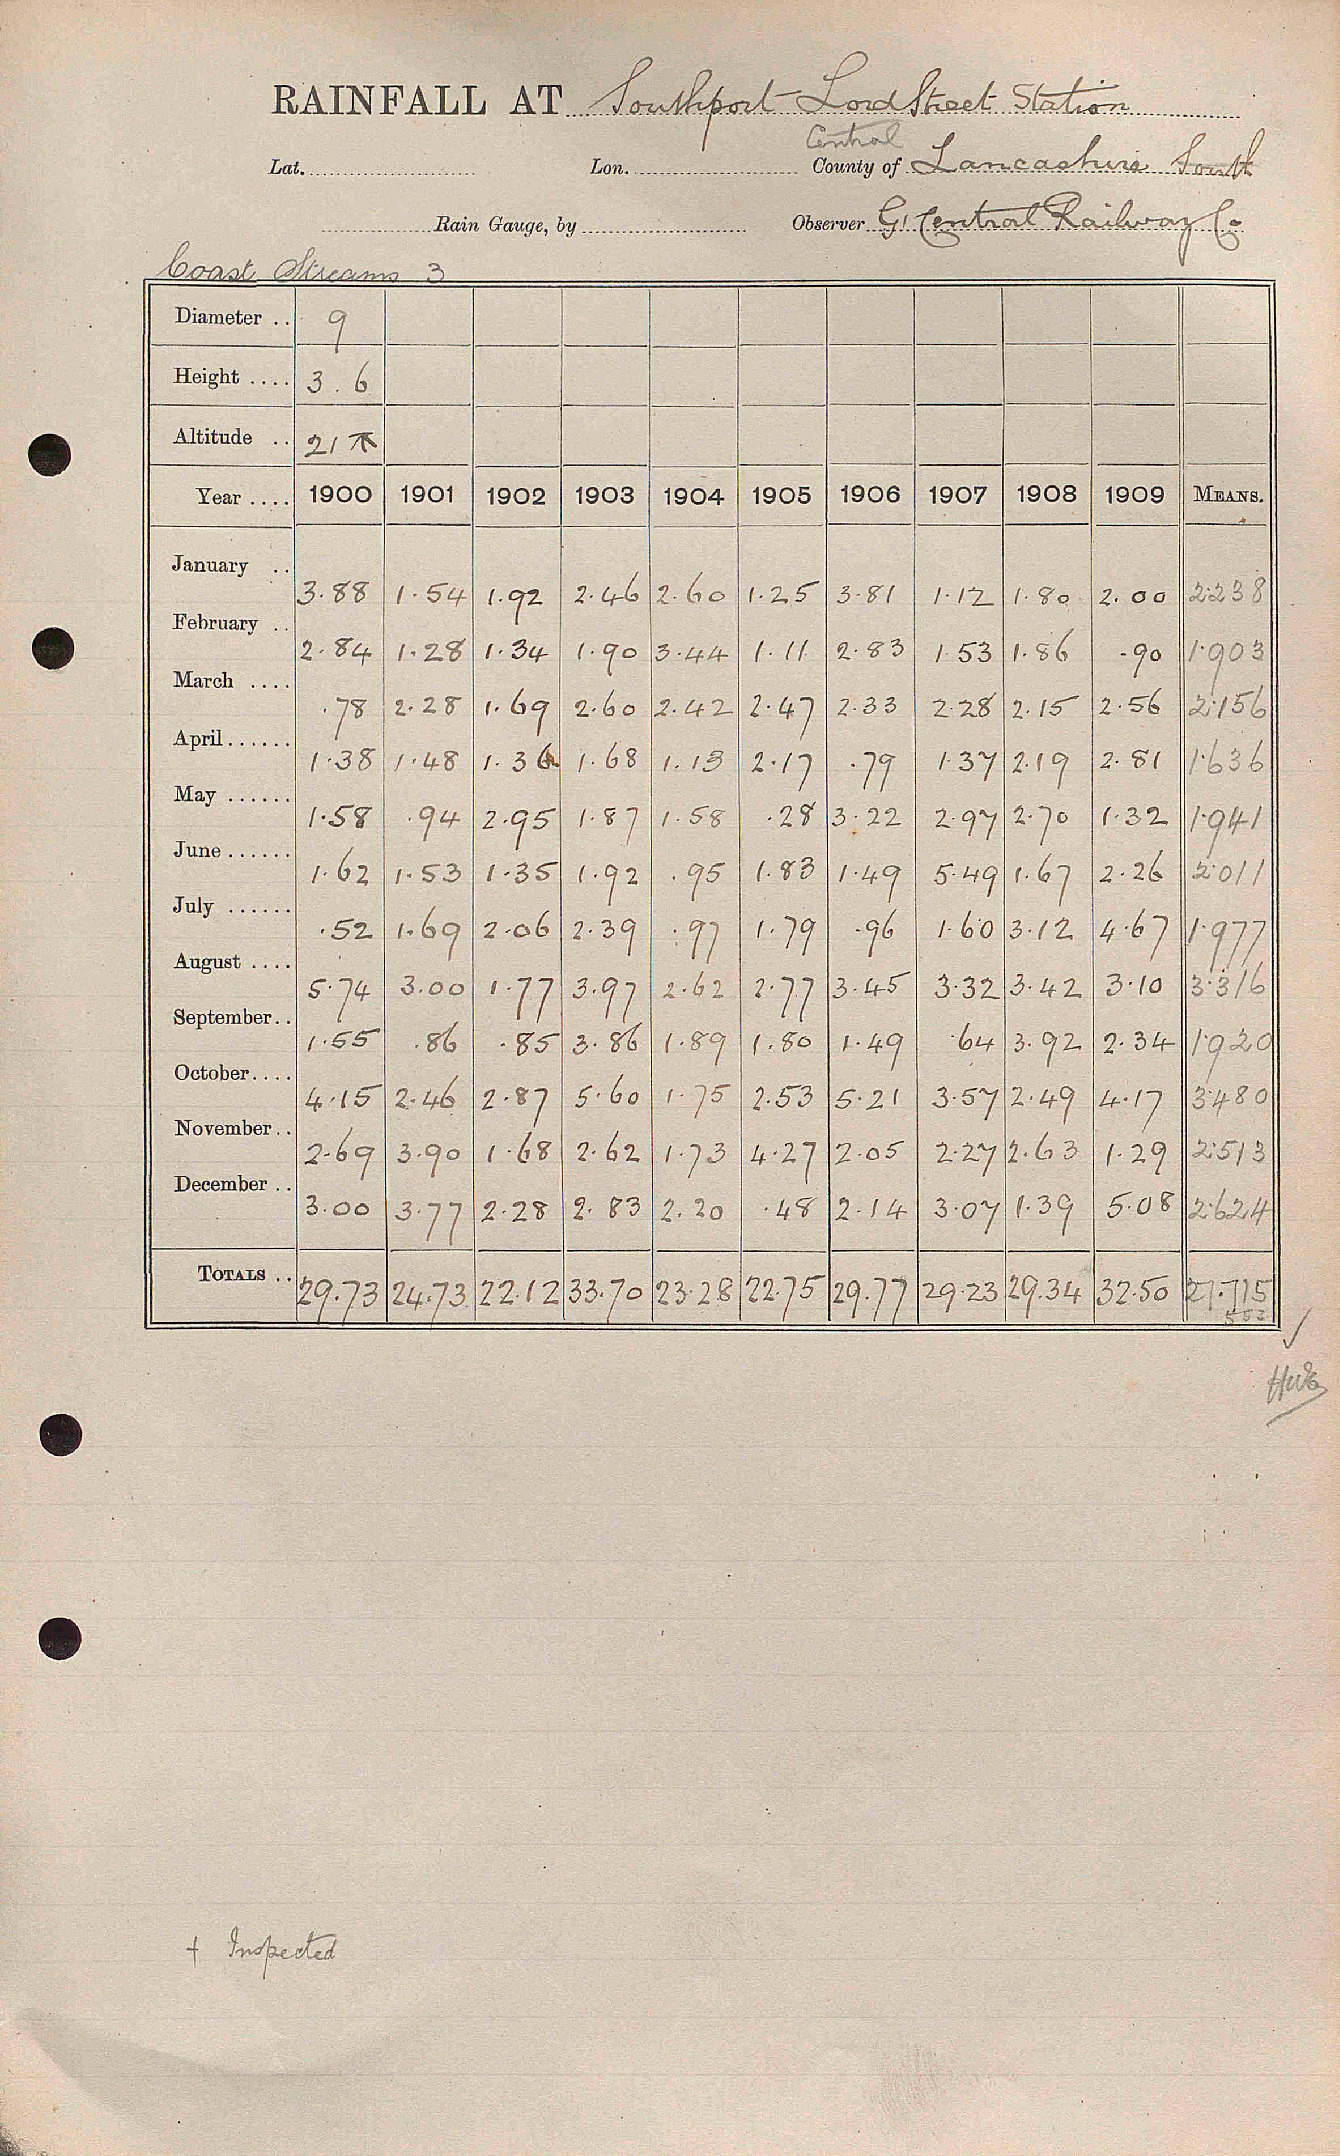 RAINFALL AT Southport Lord Street Station
Central
Lat. Lon. County of Lancashire South
Rain Gauge, by Observer Gt Central Railway Co
Coast Streams 3
Diameter .. 9
Height .... 3.6
Altitude .. 21
Year .... 1900 1901 1902 1903 1904 1905 1906 1907 1908 1909 MEANS.
January .. 3.88 1.54 1.92 2.46 2.60 1.25 3.81 1.12 1.80 2.00 2.238
February .. 2.84 1.28 1.34 1.90 3.44 1.11 2.83 1.53 1.86 .90 1.903
March .... .78 2.28 1.69 2.60 2.42 2.47 2.33 2.28 2.15 2.56 2.156
April...... 1.38 1.48 1.36 1.68 1.13 2.17 .79 1.37 2.19 2.81 1.636
May ...... 1.58 .94 2.95 1.87 1.58 .28 3.22 2.97 2.70 1.32 1.941
June ...... 1.62 1.53 1.35 1.92 .95 1.83 1.49 5.49 1.67 2.26 2.011
July ...... .52 1.69 2.06 2.39 .97 1.79 .96 1.60 3.12 4.67 1.977
August .... 5.74 3.00 1.77 3.97 2.62 2.77 3.45 3.32 3.42 3.10 3.316
September.. 1.55 .86 .85 3.86 1.89 1.80 1.49 .64 3.92 2.34 1.920
October.... 4.15 2.46 2.87 5.60 1.75 2.53 5.21 3.57 2.49 4.17 3.480
November.. 2.69 3.90 1.68 2.62 1.73 4.27 2.05 2.27 2.63 1.29 2.513
December .. 3.00 3.77 2.28 2.83 2.20 .48 2.14 3.07 1.39 5.08 2.624
TOTALS .. 29.73 24.73 22.12 33.70 23.28 22.75 29.77 29.23 29.34 32.50 27.715
+ Inspected